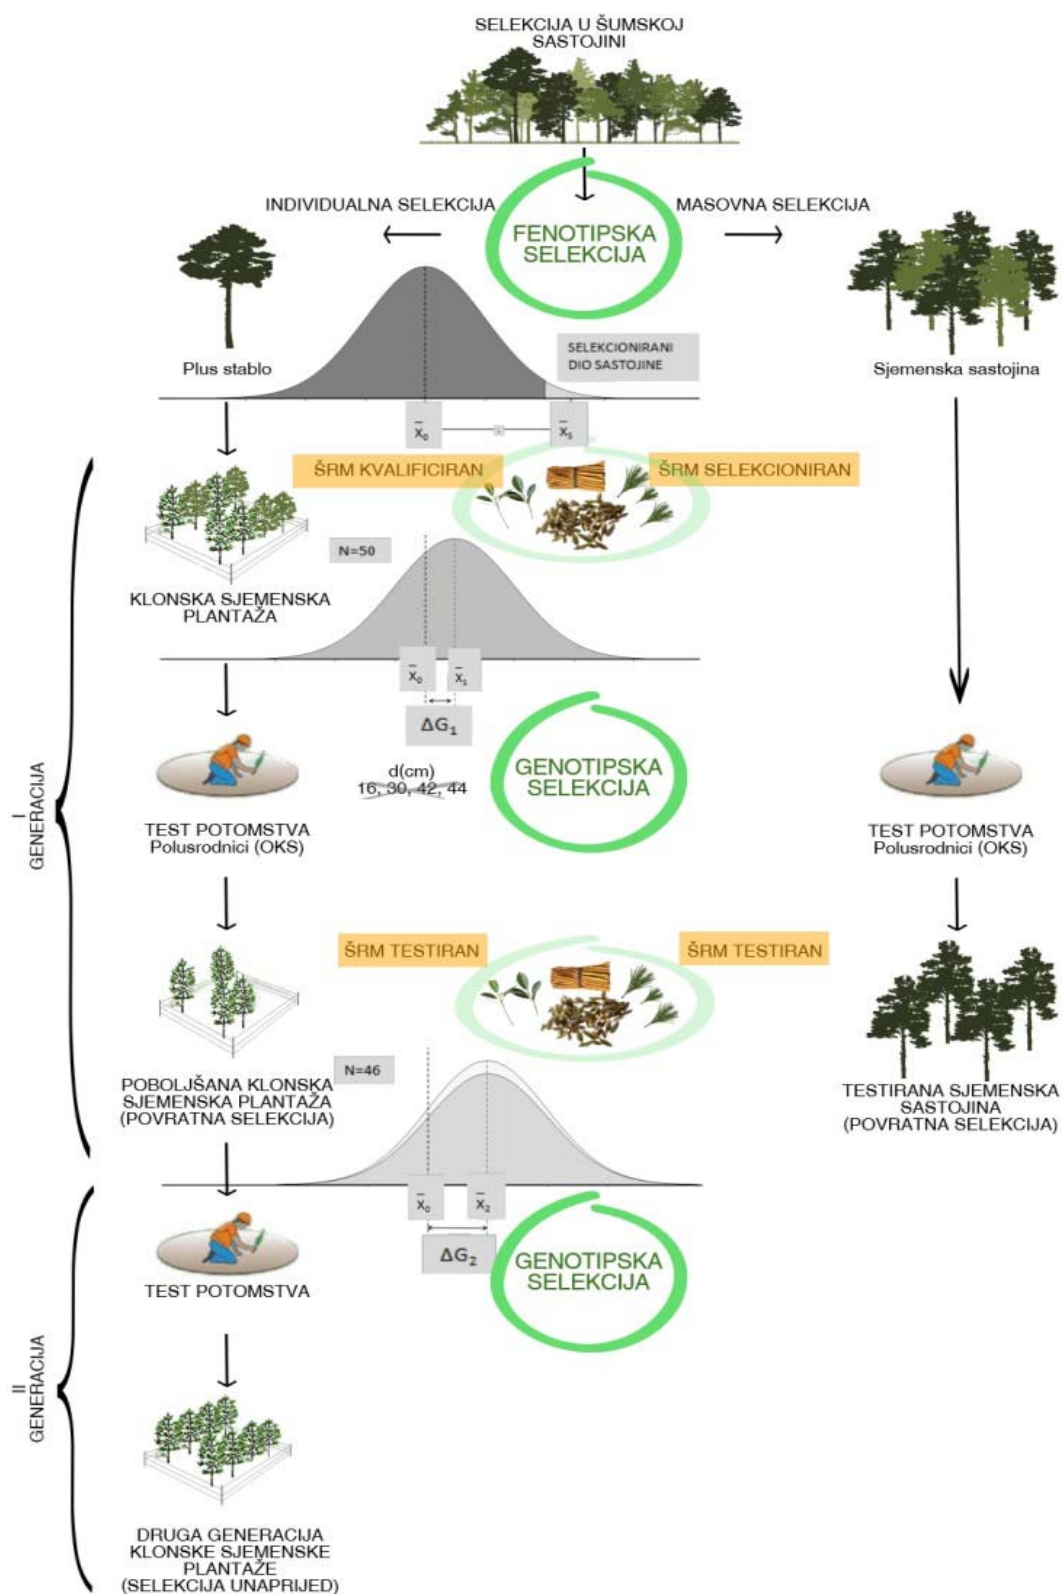 SELEKCIJA U ŠUMSKOJ
SASTOJINI
INDIVIDUALNA SELEKCIJA
MASOVNA SELEKCIJA
FENOTIPSKA
SELEKCIJA
Plus stablo
SELEKCIONIRANI
DIO SASTOJINE
Sjemenska sastojina
x̄₀
x̄ₛ
ŠRM KVALIFICIRAN
ŠRM SELEKCIONIRAN
N=50
KLONSKA SJEMENSKA
PLANTAŽA
x̄₀
x̄₁
ΔG₁
I
GENERACIJA
d(cm)
16, 30, 42, 44
GENOTIPSKA
SELEKCIJA
TEST POTOMSTVA
Polusrodnici (OKS)
TEST POTOMSTVA
Polusrodnici (OKS)
ŠRM TESTIRAN
ŠRM TESTIRAN
N=46
POBOLJŠANA KLONSKA
SJEMENSKA PLANTAŽA
(POVRATNA SELEKCIJA)
TESTIRANA SJEMENSKA
SASTOJINA
(POVRATNA SELEKCIJA)
x̄₀
x̄₂
ΔG₂
GENOTIPSKA
SELEKCIJA
TEST POTOMSTVA
II
GENERACIJA
DRUGA GENERACIJA
KLONSKE SJEMENSKE
PLANTAŽE
(SELEKCIJA UNAPRIJED)